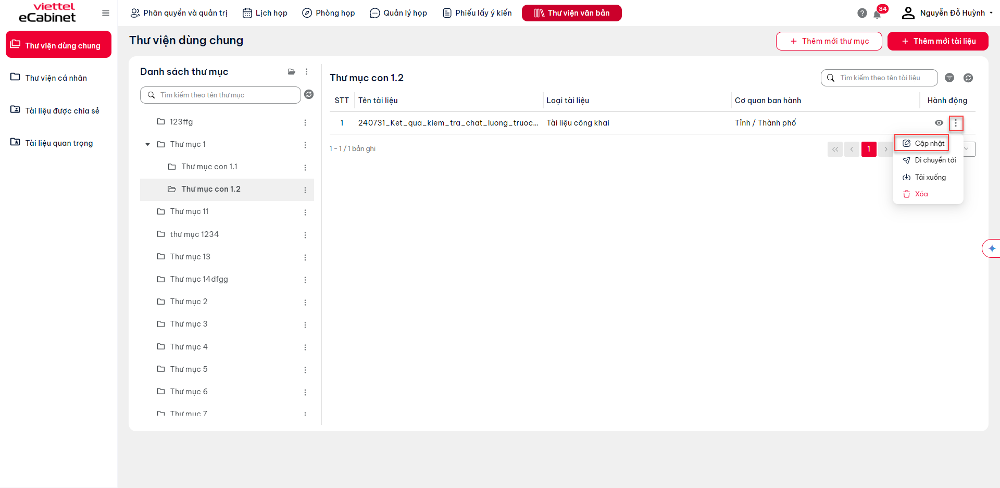 viettel
eCabinet
Phân quyền và quản trị
Lịch họp
Phòng họp
Quản lý họp
Phiếu lấy ý kiến
Thư viện văn bản
?
34
Nguyễn Đỗ Huỳnh
Thư viện dùng chung
Thư viện cá nhân
Tài liệu được chia sẻ
Tài liệu quan trọng
Thư viện dùng chung
+ Thêm mới thư mục
+ Thêm mới tài liệu
Danh sách thư mục
Tìm kiếm theo tên thư mục
123ffg
Thư mục 1
Thư mục con 1.1
Thư mục con 1.2
Thư mục 11
thư mục 1234
Thư mục 13
Thư mục 14dfgg
Thư mục 2
Thư mục 3
Thư mục 4
Thư mục 5
Thư mục 6
Thư mục 7
Thư mục con 1.2
Tìm kiếm theo tên tài liệu
STT Tên tài liệu Loại tài liệu Cơ quan ban hành Hành động
1 240731_Ket_qua_kiem_tra_chat_luong_truoc... Tài liệu công khai Tỉnh / Thành phố
1 - 1 / 1 bản ghi
1
Cập nhật
Di chuyển tới
Tải xuống
Xóa